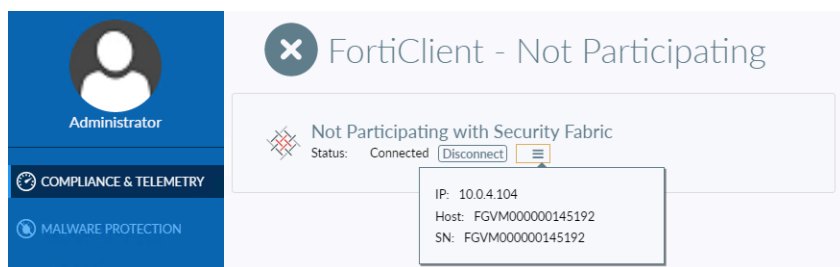 FortiClient - Not Participating
Administrator
Not Participating with Security Fabric
Status: Connected Disconnect
COMPLIANCE & TELEMETRY
IP: 10.0.4.104
Host: FGVM000000145192
SN: FGVM000000145192
MALWARE PROTECTION